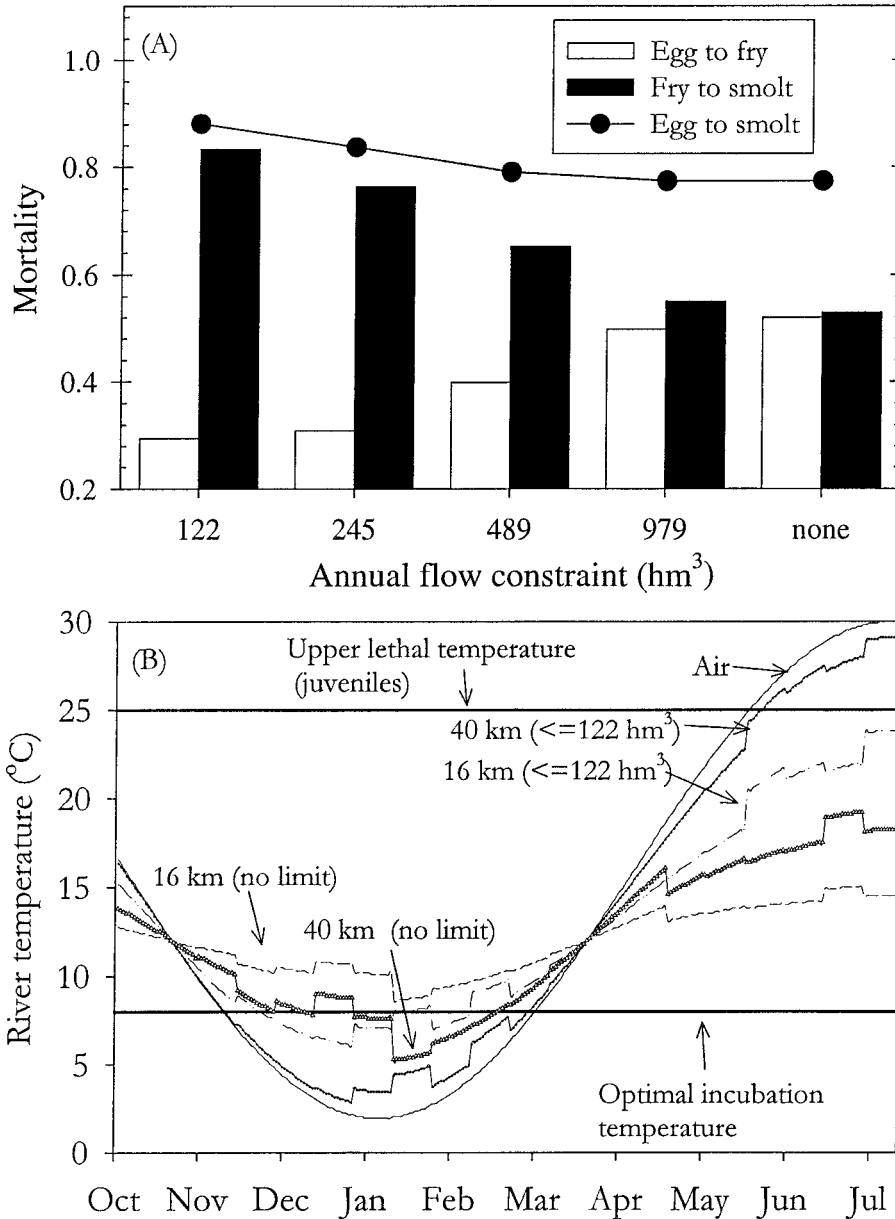 (A)
Egg to fry
Fry to smolt
Egg to smolt
1.0
0.8
0.6
0.4
0.2
Mortality
122 245 489 979 none
Annual flow constraint (hm³)
30
25
20
15
10
5
0
River temperature (°C)
(B)
Upper lethal temperature
(juveniles)
Air
40 km (<=122 hm³)
16 km (<=122 hm³)
16 km (no limit)
40 km (no limit)
Optimal incubation
temperature
Oct Nov Dec Jan Feb Mar Apr May Jun Jul